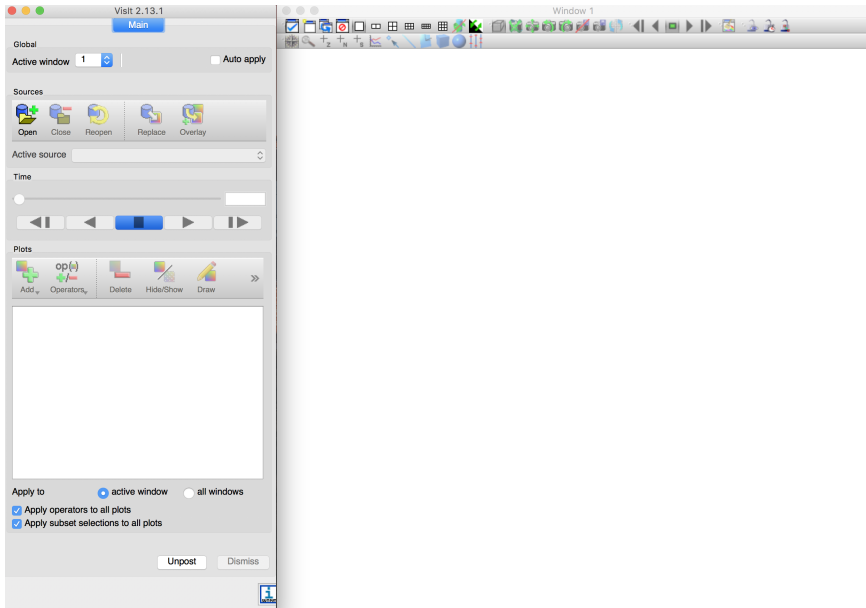 VisIt 2.13.1
Window 1
Main
Global
Active window 1 Auto apply
Sources
Open Close Reopen Replace Overlay
Active source
Time
Plots
op(=)
+/-
Add Operators Delete Hide/Show Draw »
Apply to active window all windows
Apply operators to all plots
Apply subset selections to all plots
Unpost Dismiss